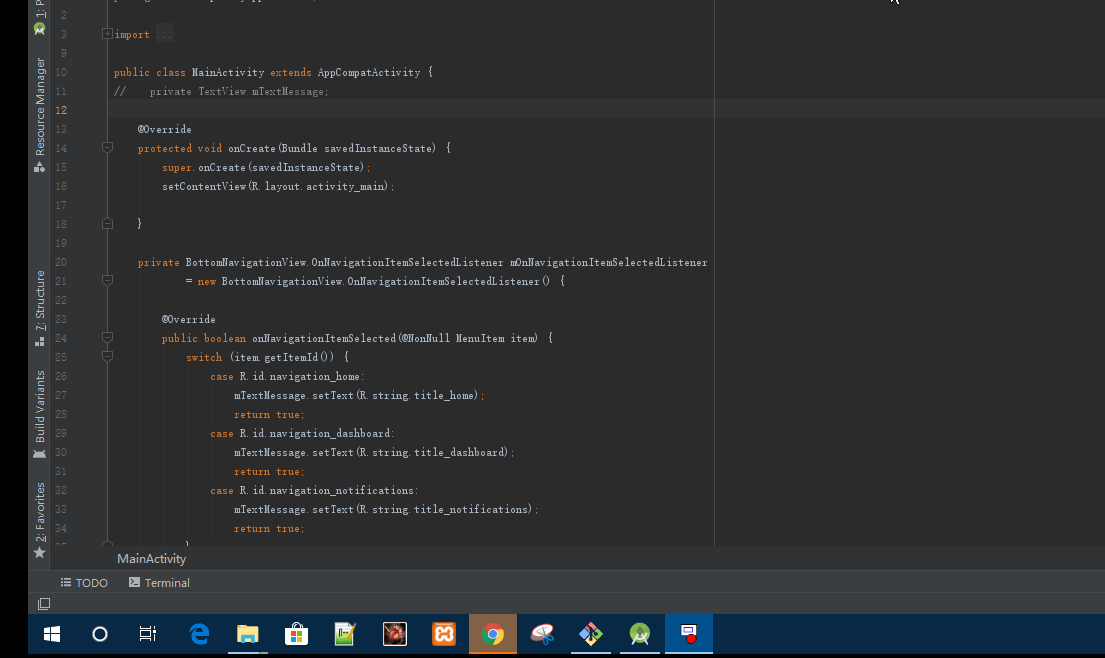 2
3 import ...
9
10 public class MainActivity extends AppCompatActivity {
11 //    private TextView mTextMessage;
12
13     @Override
14     protected void onCreate(Bundle savedInstanceState) {
15         super.onCreate(savedInstanceState);
16         setContentView(R.layout.activity_main);
17
18     }
19
20     private BottomNavigationView.OnNavigationItemSelectedListener mOnNavigationItemSelectedListener
21             = new BottomNavigationView.OnNavigationItemSelectedListener() {
22
23         @Override
24         public boolean onNavigationItemSelected(@NonNull MenuItem item) {
25             switch (item.getItemId()) {
26                 case R.id.navigation_home:
27                     mTextMessage.setText(R.string.title_home);
28                     return true;
29                 case R.id.navigation_dashboard:
30                     mTextMessage.setText(R.string.title_dashboard);
31                     return true;
32                 case R.id.navigation_notifications:
33                     mTextMessage.setText(R.string.title_notifications);
34                     return true;
}
Resource Manager
7: Structure
Build Variants
2: Favorites
MainActivity
TODO
Terminal